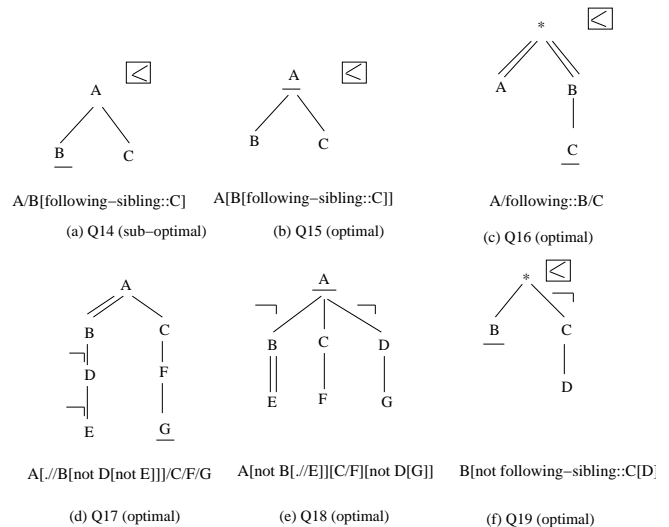 A
B
C
<
A/B[following–sibling::C]
(a) Q14 (sub–optimal)
A
B
C
<
A[B[following–sibling::C]]
(b) Q15 (optimal)
*
<
A
B
C
A/following::B/C
(c) Q16 (optimal)
A
B
C
¬
D
F
¬
E
G
A[.//B[not D[not E]]]/C/F/G
(d) Q17 (optimal)
A
¬
¬
B
C
D
E
F
G
A[not B[.//E]][C/F][not D[G]]
(e) Q18 (optimal)
*
<
¬
B
C
D
B[not following–sibling::C[D]
(f) Q19 (optimal)